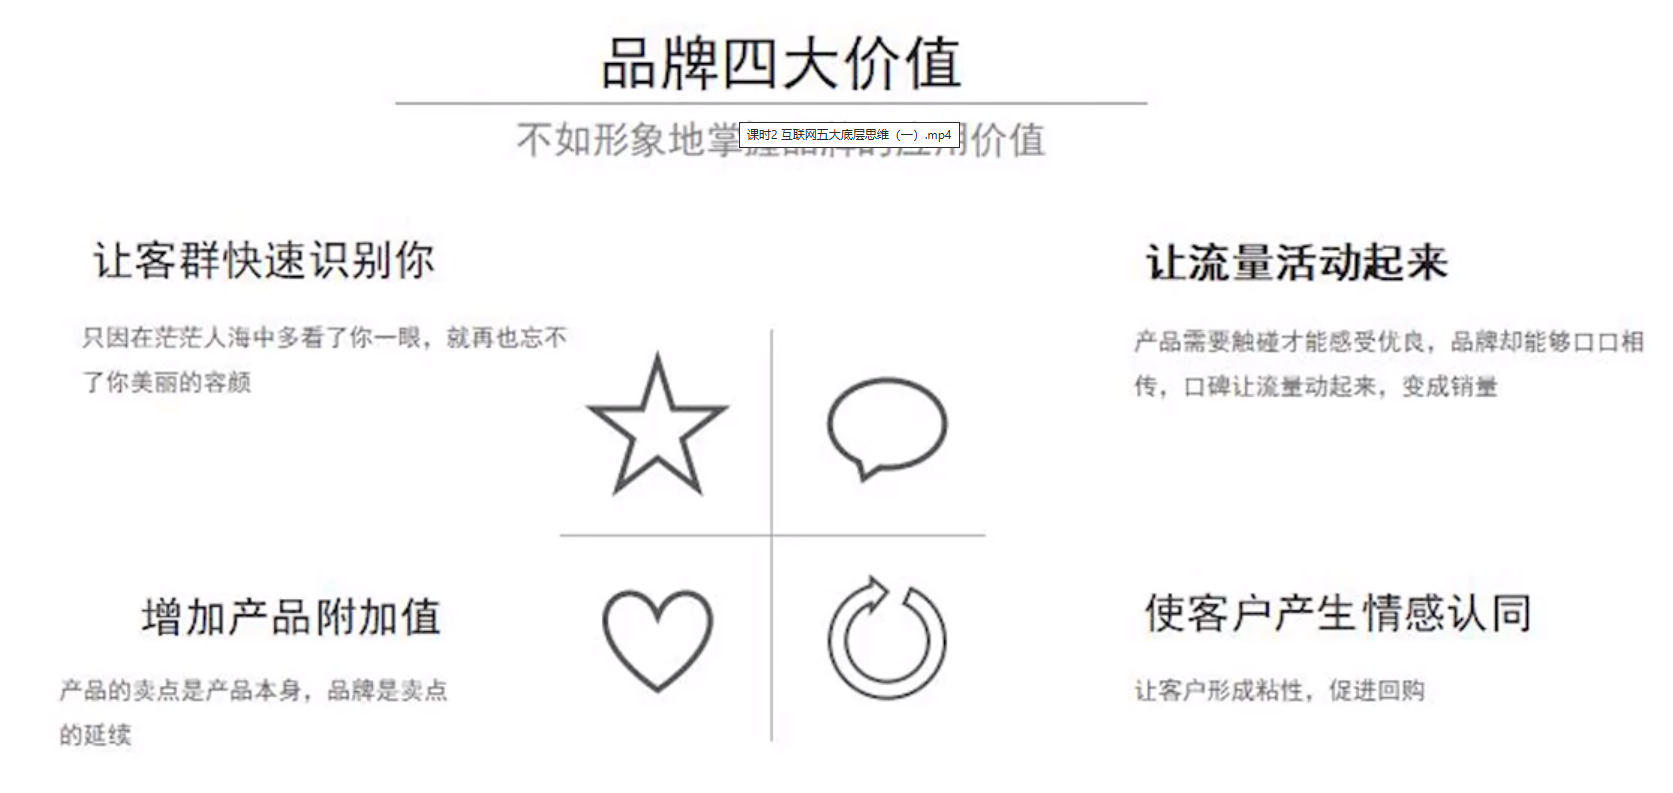 品牌四大价值
不如形象地掌价值
课时2 互联网五大底层思维（一）.mp4
让客群快速识别你
只因在茫茫人海中多看了你一眼，就再也忘不
了你美丽的容颜
让流量活动起来
产品需要触碰才能感受优良，品牌却能够口口相
传，口碑让流量动起来，变成销量
增加产品附加值
产品的卖点是产品本身，品牌是卖点
的延续
使客户产生情感认同
让客户形成粘性，促进回购